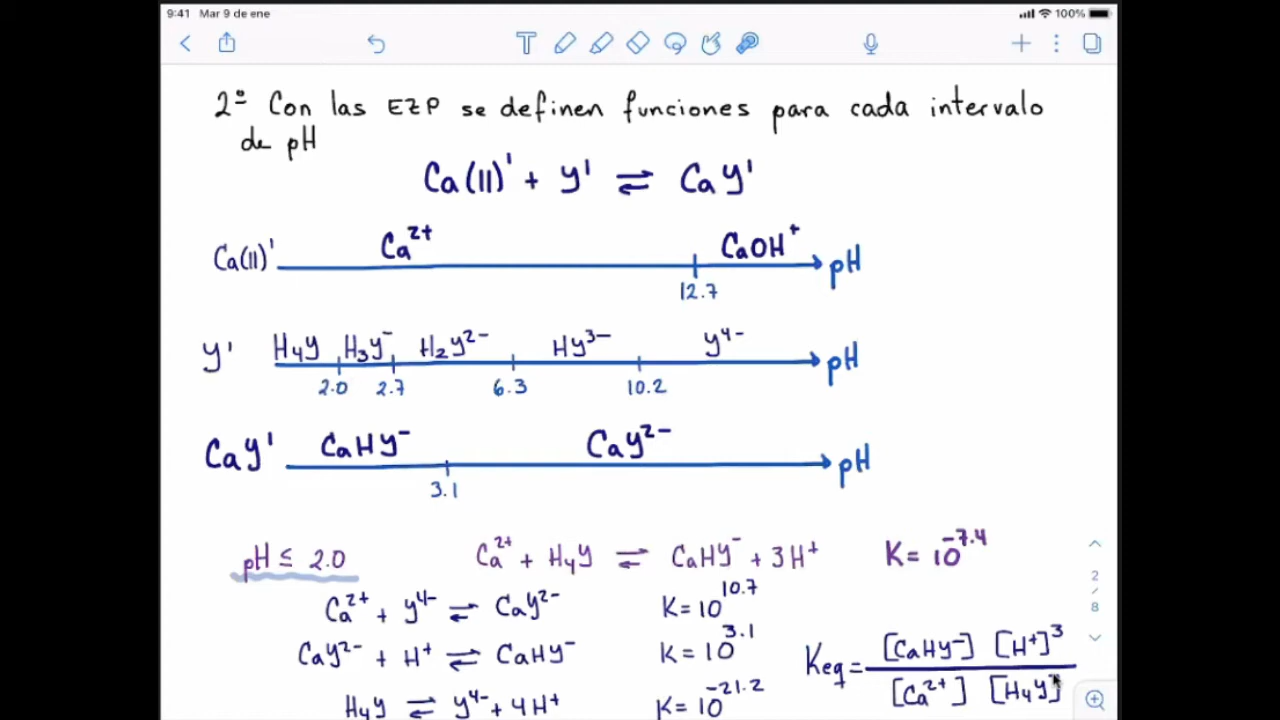 9:41 Mar 9 de ene 100%
2º Con las EZP se definen funciones para cada intervalo
de pH
Ca(II)' + Y' ⇌ CaY'
Ca²⁺ CaOH⁺
Ca(II)' pH
12.7
H₄Y H₃Y⁻ H₂Y²⁻ HY³⁻ Y⁴⁻
Y' pH
2.0 2.7 6.3 10.2
CaY' CaHY⁻ CaY²⁻
pH
3.1
pH ≤ 2.0 Ca²⁺ + H₄Y ⇌ CaHY⁻ + 3H⁺ K = 10⁻⁷·⁴
Ca²⁺ + Y⁴⁻ ⇌ CaY²⁻ K = 10¹⁰·⁷
CaY²⁻ + H⁺ ⇌ CaHY⁻ K = 10³·¹
Keq = [CaHY⁻] [H⁺]³ / [Ca²⁺] [H₄Y]
H₄Y ⇌ Y⁴⁻ + 4H⁺ K = 10⁻²¹·²
2 / 8